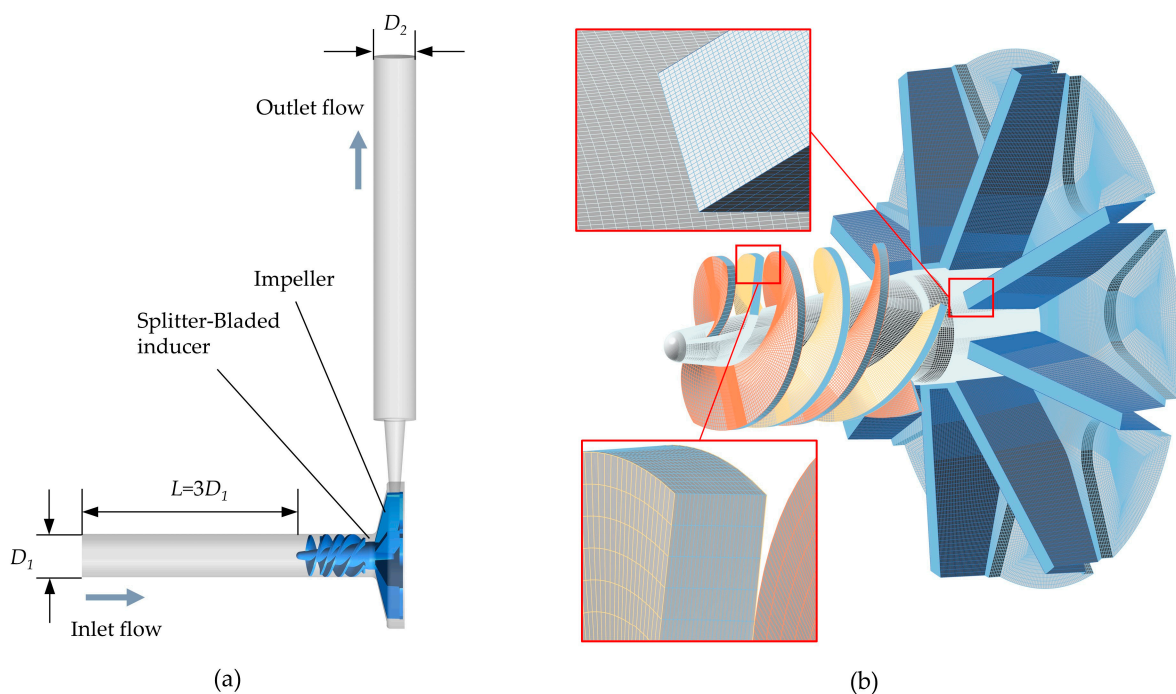 D₂
Outlet flow
Impeller
Splitter-Bladed
inducer
L=3D₁
D₁
Inlet flow
(a)
(b)